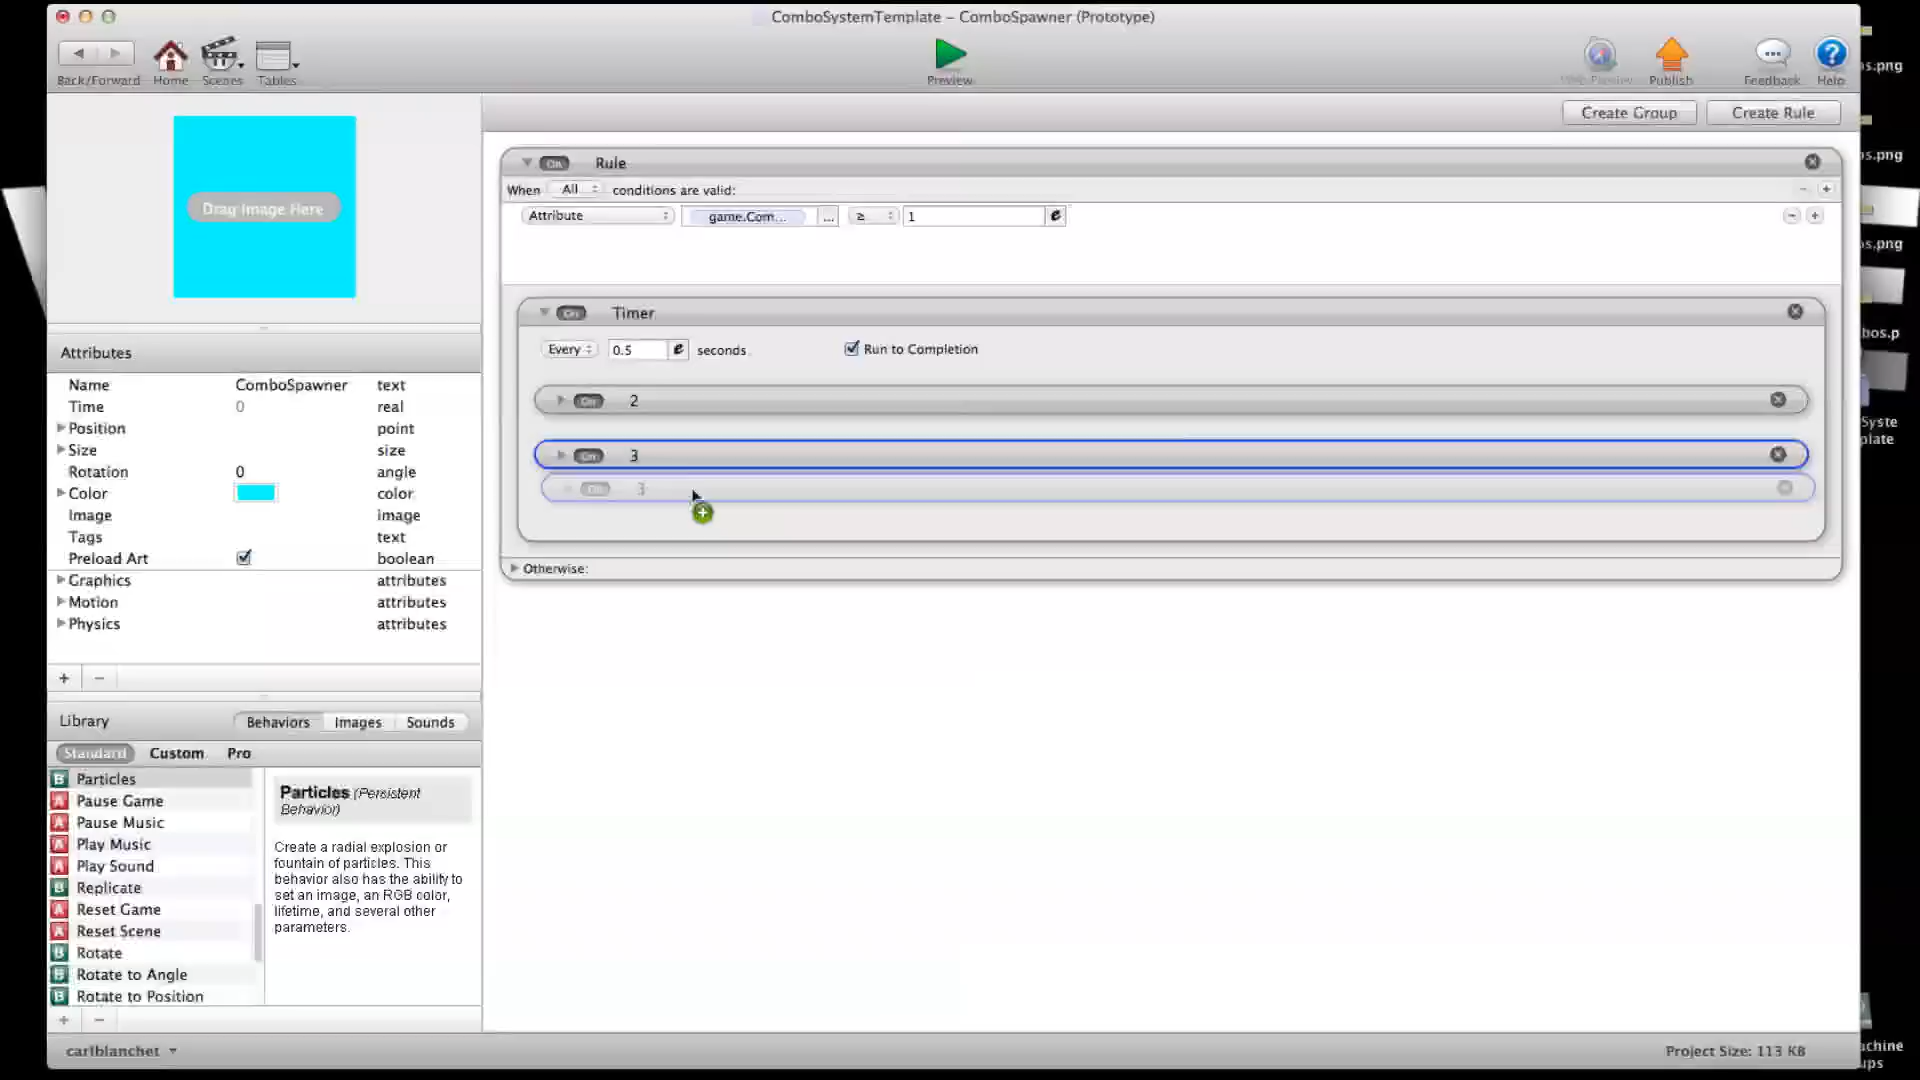 ComboSystemTemplate – ComboSpawner (Prototype)
Back/Forward Home Scenes Tables Preview Publish Feedback Help
Create Group Create Rule
Drag Image Here
On Rule
When All conditions are valid:
Attribute game.Com... ... ≥ 1 e
On Timer
Every 0.5 e seconds Run to Completion
On 2
On 3
On 3
Otherwise:
Attributes
Name ComboSpawner text
Time 0 real
Position point
Size size
Rotation 0 angle
Color color
Image image
Tags text
Preload Art boolean
Graphics attributes
Motion attributes
Physics attributes
+ −
Library Behaviors Images Sounds
Standard Custom Pro
B Particles
A Pause Game
A Pause Music
A Play Music
A Play Sound
B Replicate
A Reset Game
A Reset Scene
B Rotate
B Rotate to Angle
B Rotate to Position
Particles (Persistent
Behavior)
Create a radial explosion or
fountain of particles. This
behavior also has the ability to
set an image, an RGB color,
lifetime, and several other
parameters.
+ −
carlblanchet Project Size: 113 KB
s.png
s.png
os.png
bos.p
Syste
plate
achine
ups